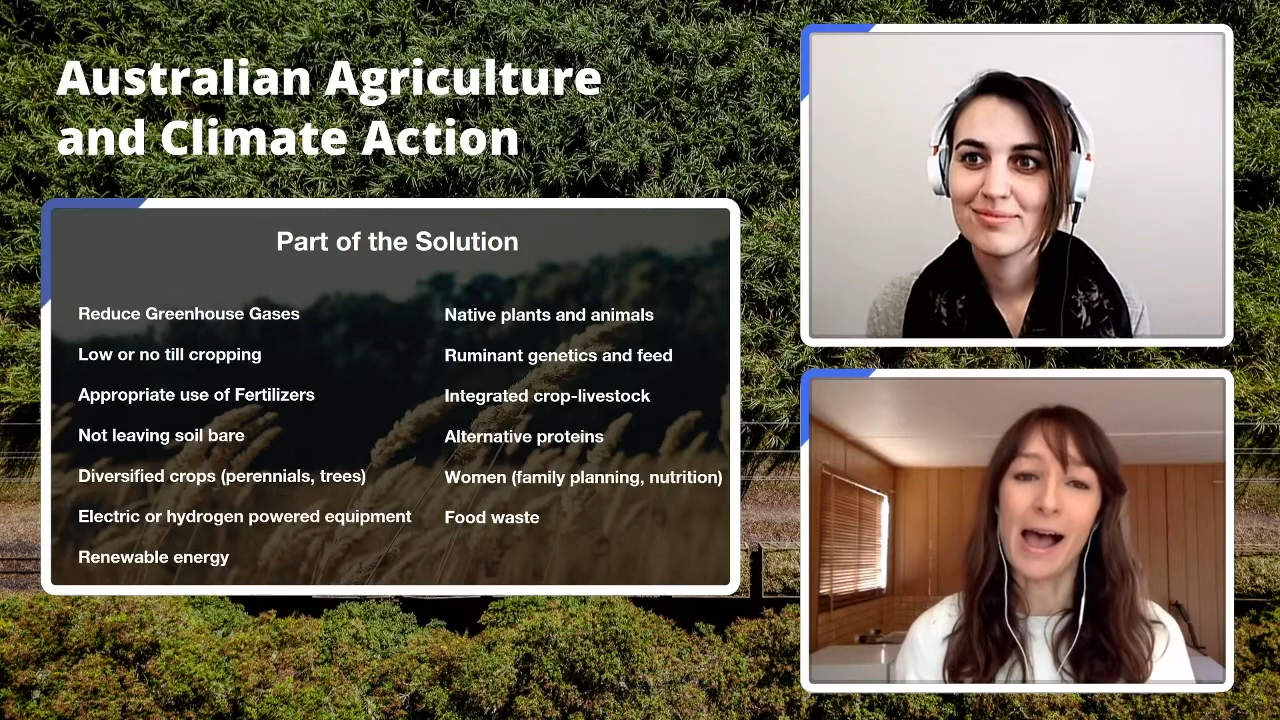 Australian Agriculture
and Climate Action
Part of the Solution
Reduce Greenhouse Gases
Low or no till cropping
Appropriate use of Fertilizers
Not leaving soil bare
Diversified crops (perennials, trees)
Electric or hydrogen powered equipment
Renewable energy
Native plants and animals
Ruminant genetics and feed
Integrated crop-livestock
Alternative proteins
Women (family planning, nutrition)
Food waste